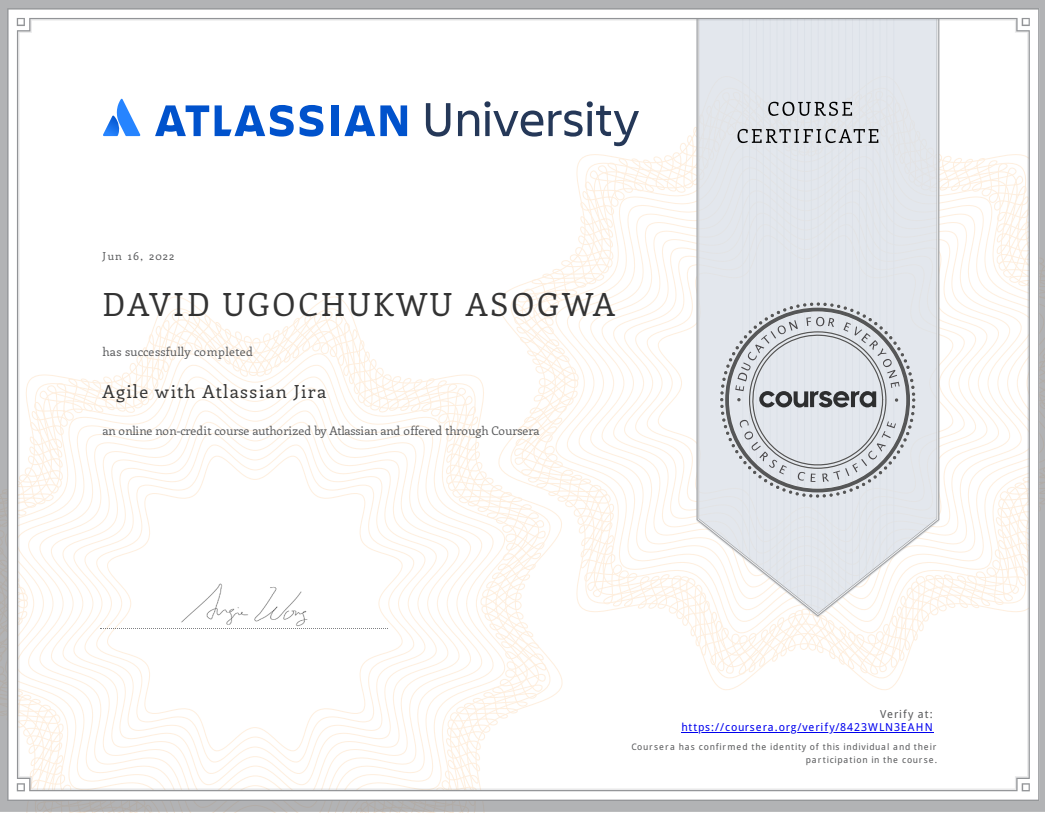 ATLASSIAN University
COURSE
CERTIFICATE
Jun 16, 2022
DAVID UGOCHUKWU ASOGWA
has successfully completed
Agile with Atlassian Jira
an online non-credit course authorized by Atlassian and offered through Coursera
EDUCATION FOR EVERYONE
coursera
COURSE CERTIFICATE
Angie Wong
Verify at:
https://coursera.org/verify/8423WLN3EAHN
Coursera has confirmed the identity of this individual and their
participation in the course.